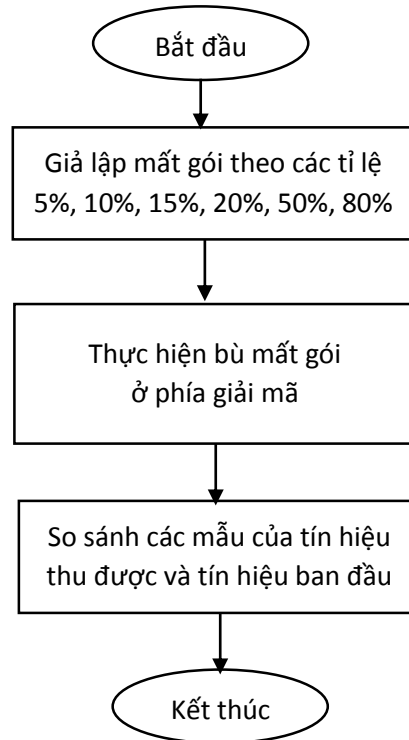 Bắt đầu
Giả lập mất gói theo các tỉ lệ
5%, 10%, 15%, 20%, 50%, 80%
Thực hiện bù mất gói
ở phía giải mã
So sánh các mẫu của tín hiệu
thu được và tín hiệu ban đầu
Kết thúc